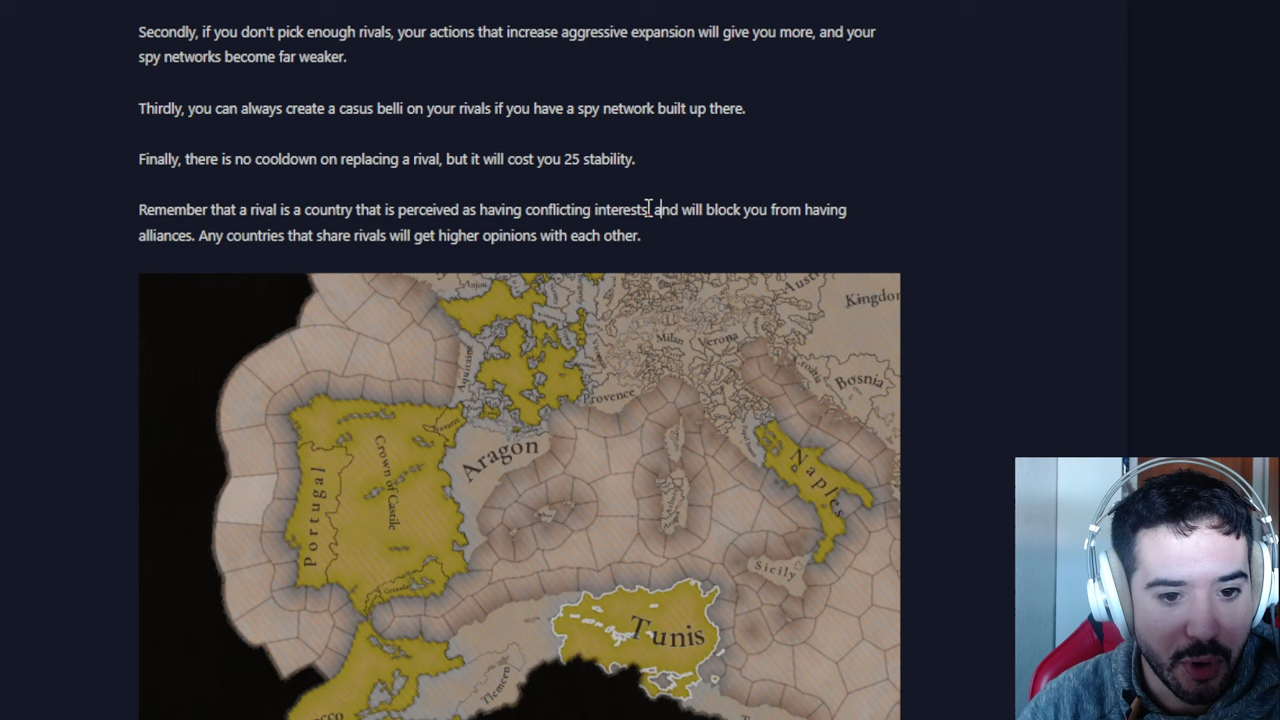 Secondly, if you don't pick enough rivals, your actions that increase aggressive expansion will give you more, and your
spy networks become far weaker.
Thirdly, you can always create a casus belli on your rivals if you have a spy network built up there.
Finally, there is no cooldown on replacing a rival, but it will cost you 25 stability.
Remember that a rival is a country that is perceived as having conflicting interests, and will block you from having
alliances. Any countries that share rivals will get higher opinions with each other.
Anjou
Kingdo
Milan
Verona
Bosnia
Aquitaine
Provence
Aragon
Naples
Portugal
Crown of Castile
Granada
Sicily
Tunis
Tlemcen